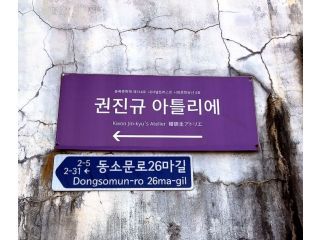 권진규 아틀리에
Kwon Jin-kyu's Atelier 權鎭圭アトリエ
2-5
2-31
동소문로26마길
Dongsomun-ro 26ma-gil